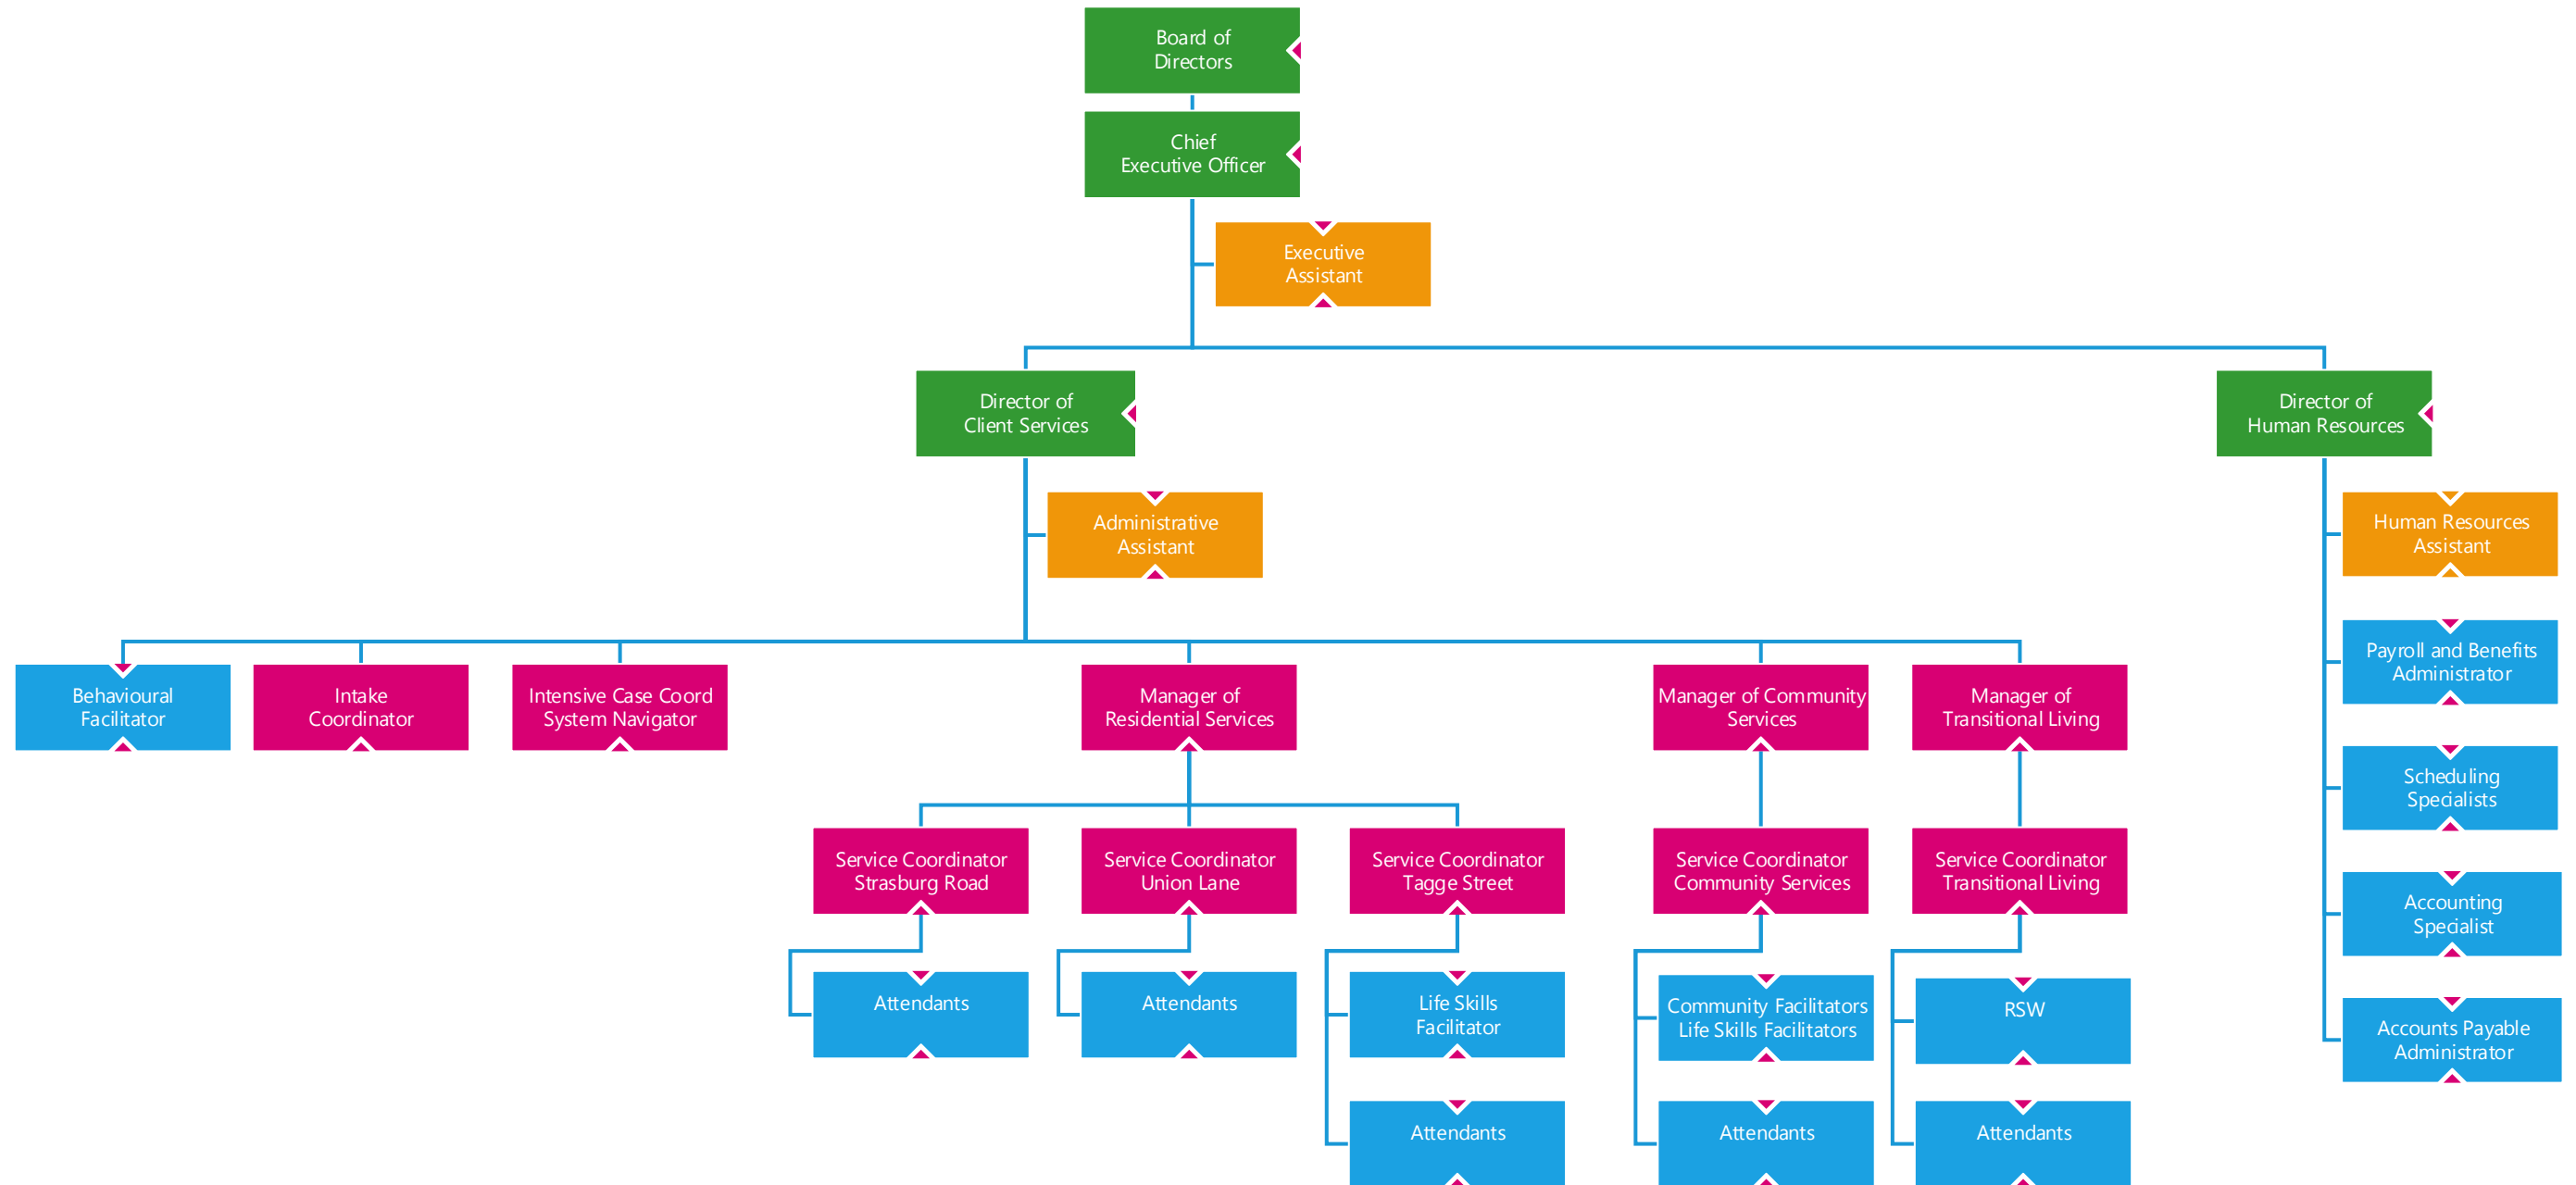 Board of
Directors
Chief
Executive Officer
Executive
Assistant
Director of
Client Services
Director of
Human Resources
Administrative
Assistant
Human Resources
Assistant
Payroll and Benefits
Administrator
Scheduling
Specialists
Accounting
Specialist
Accounts Payable
Administrator
Behavioural
Facilitator
Intake
Coordinator
Intensive Case Coord
System Navigator
Manager of
Residential Services
Manager of Community
Services
Manager of
Transitional Living
Service Coordinator
Strasburg Road
Service Coordinator
Union Lane
Service Coordinator
Tagge Street
Service Coordinator
Community Services
Service Coordinator
Transitional Living
Attendants
Attendants
Life Skills
Facilitator
Community Facilitators
Life Skills Facilitators
RSW
Attendants
Attendants
Attendants